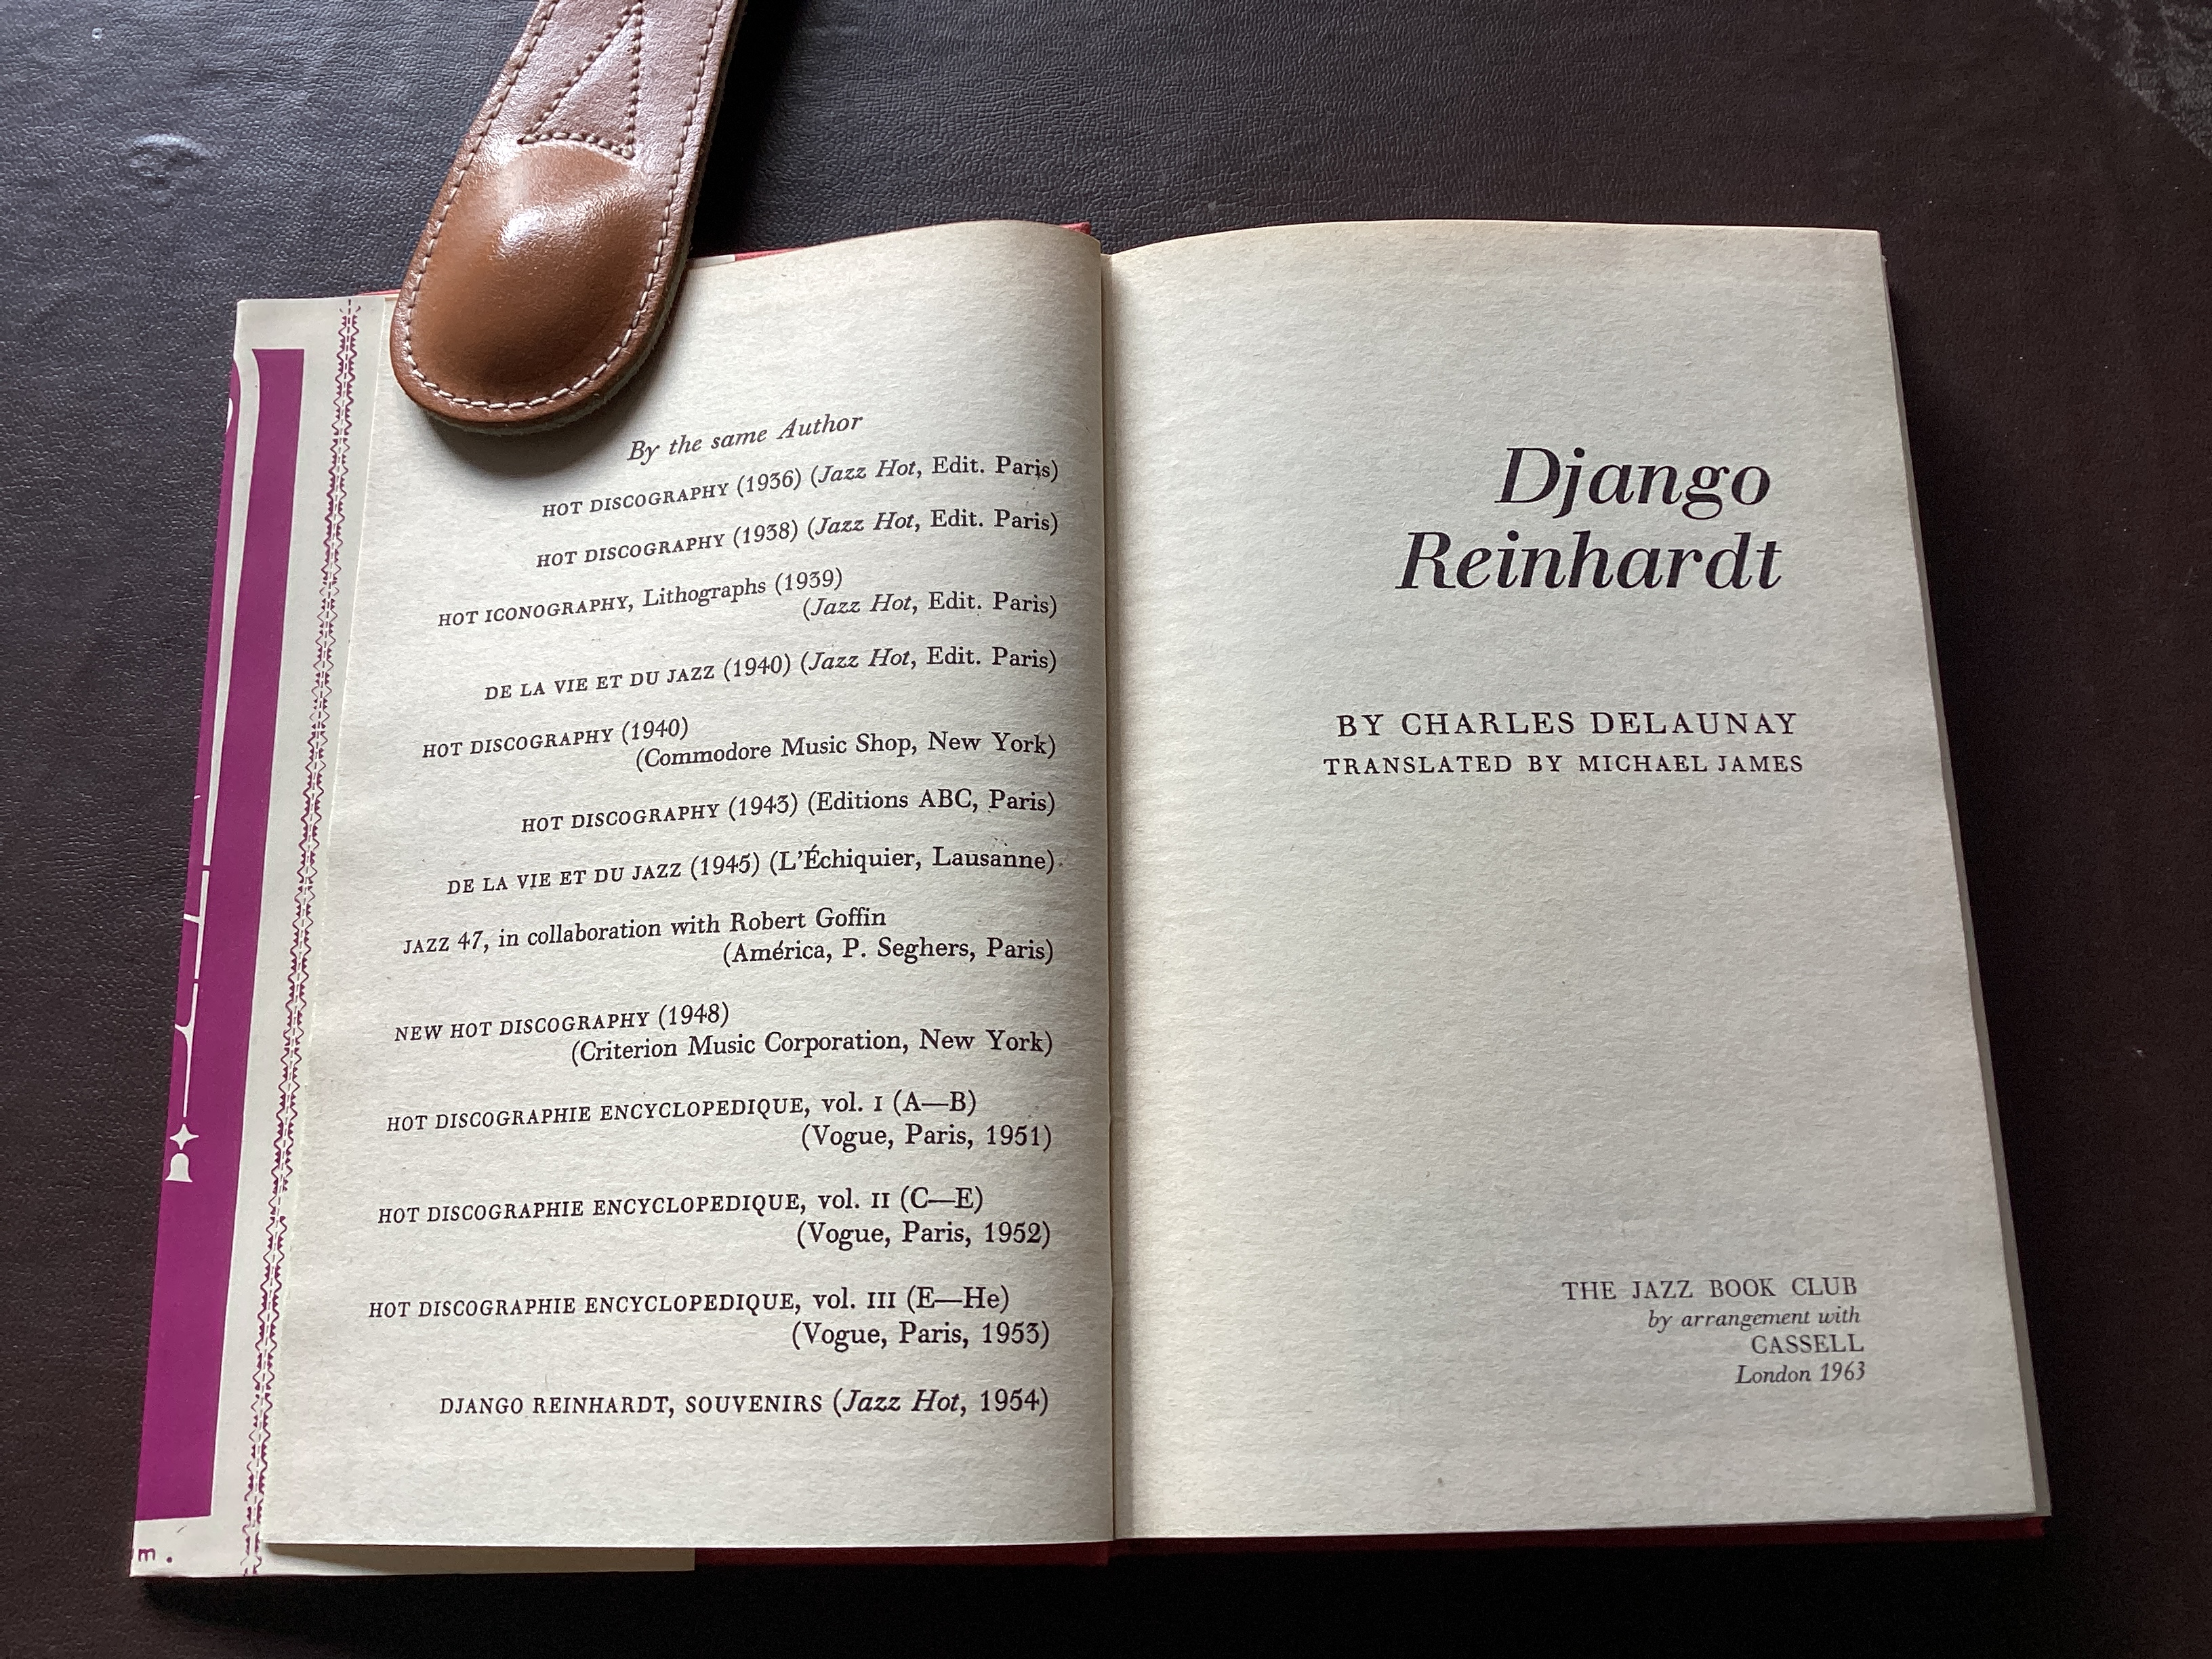 By the same Author
HOT DISCOGRAPHY (1936) (Jazz Hot, Edit. Paris)
HOT DISCOGRAPHY (1938) (Jazz Hot, Edit. Paris)
HOT ICONOGRAPHY, Lithographs (1939)
(Jazz Hot, Edit. Paris)
DE LA VIE ET DU JAZZ (1940) (Jazz Hot, Edit. Paris)
HOT DISCOGRAPHY (1940)
(Commodore Music Shop, New York)
HOT DISCOGRAPHY (1943) (Editions ABC, Paris)
DE LA VIE ET DU JAZZ (1945) (L'Échiquier, Lausanne)
JAZZ 47, in collaboration with Robert Goffin
(América, P. Seghers, Paris)
NEW HOT DISCOGRAPHY (1948)
(Criterion Music Corporation, New York)
HOT DISCOGRAPHIE ENCYCLOPEDIQUE, vol. I (A—B)
(Vogue, Paris, 1951)
HOT DISCOGRAPHIE ENCYCLOPEDIQUE, vol. II (C—E)
(Vogue, Paris, 1952)
HOT DISCOGRAPHIE ENCYCLOPEDIQUE, vol. III (E—He)
(Vogue, Paris, 1953)
DJANGO REINHARDT, SOUVENIRS (Jazz Hot, 1954)
m.
Django
Reinhardt
BY CHARLES DELAUNAY
TRANSLATED BY MICHAEL JAMES
THE JAZZ BOOK CLUB
by arrangement with
CASSELL
London 1963